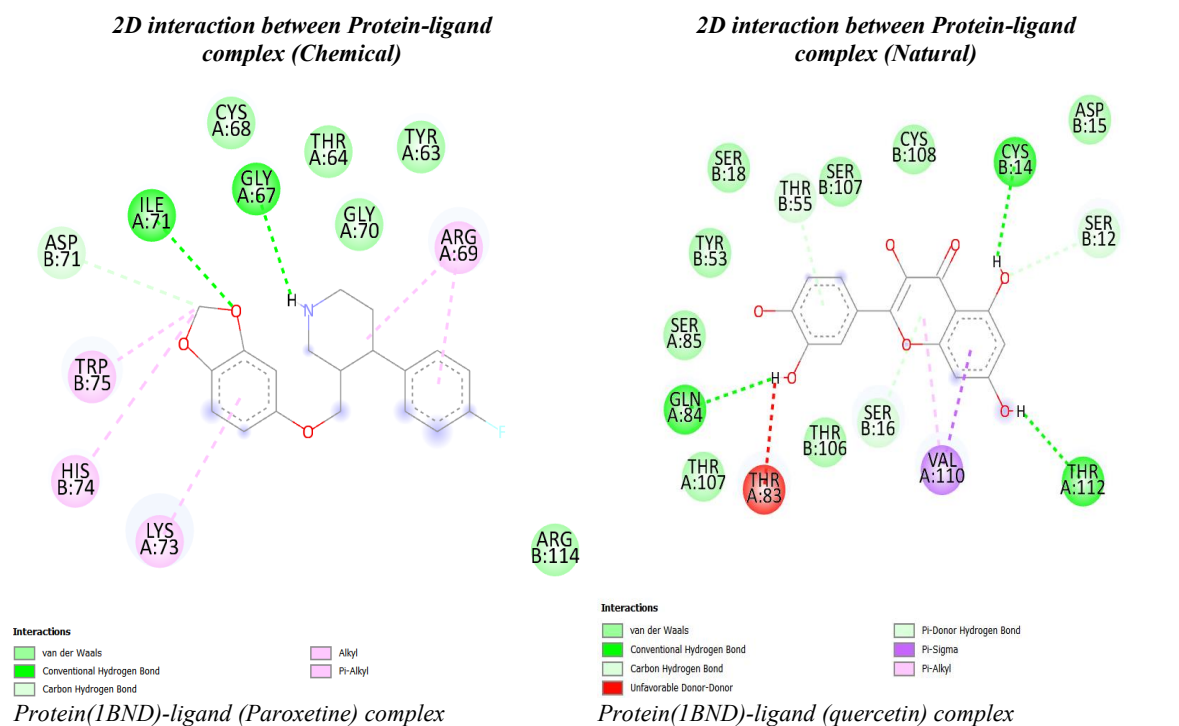 2D interaction between Protein-ligand
complex (Chemical)
CYS
A:68
THR
A:64
TYR
A:63
GLY
A:67
ILE
A:71
GLY
A:70
ARG
A:69
ASP
B:71
H
N
O
O
TRP
B:75
O
F
HIS
B:74
LYS
A:73
ARG
B:114
Interactions
van der Waals
Conventional Hydrogen Bond
Carbon Hydrogen Bond
Alkyl
Pi-Alkyl
Protein(1BND)-ligand (Paroxetine) complex
2D interaction between Protein-ligand
complex (Natural)
ASP
B:15
CYS
B:108
CYS
B:14
SER
B:18
SER
B:107
THR
B:55
SER
B:12
TYR
B:53
O
O
H
O
SER
A:85
O
O
H
O
GLN
A:84
O
H
SER
B:16
THR
B:106
VAL
A:110
THR
A:107
THR
A:83
THR
A:112
Interactions
van der Waals
Conventional Hydrogen Bond
Carbon Hydrogen Bond
Unfavorable Donor-Donor
Pi-Donor Hydrogen Bond
Pi-Sigma
Pi-Alkyl
Protein(1BND)-ligand (quercetin) complex